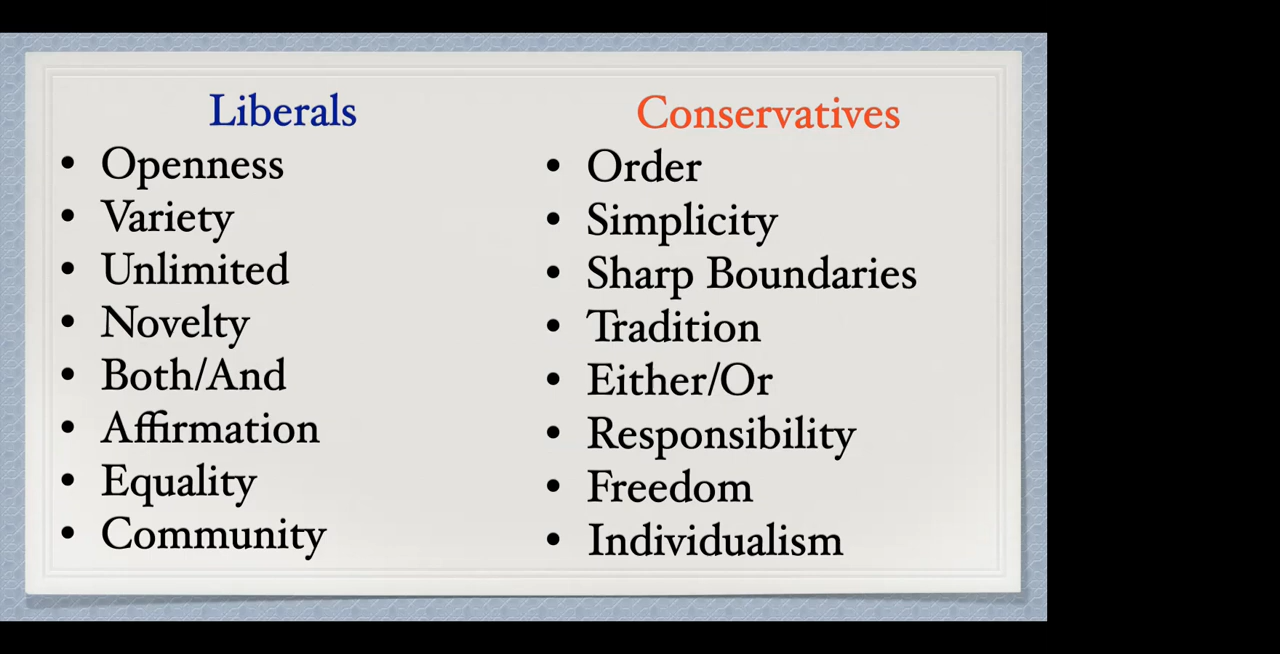 Liberals
• Openness
• Variety
• Unlimited
• Novelty
• Both/And
• Affirmation
• Equality
• Community
Conservatives
• Order
• Simplicity
• Sharp Boundaries
• Tradition
• Either/Or
• Responsibility
• Freedom
• Individualism